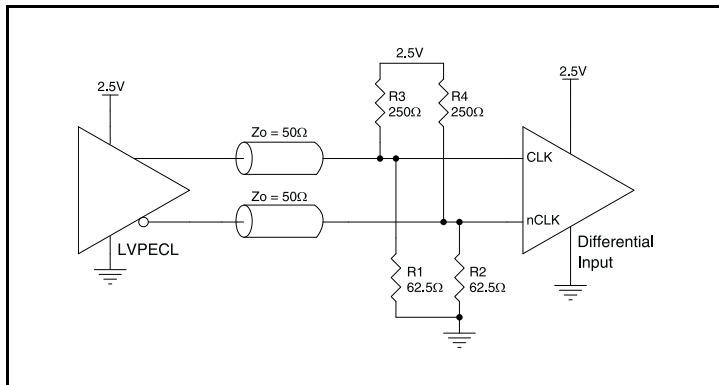 2.5V
2.5V
2.5V
R3
250Ω
R4
250Ω
Zo = 50Ω
CLK
Zo = 50Ω
nCLK
LVPECL
Differential
Input
R1
62.5Ω
R2
62.5Ω